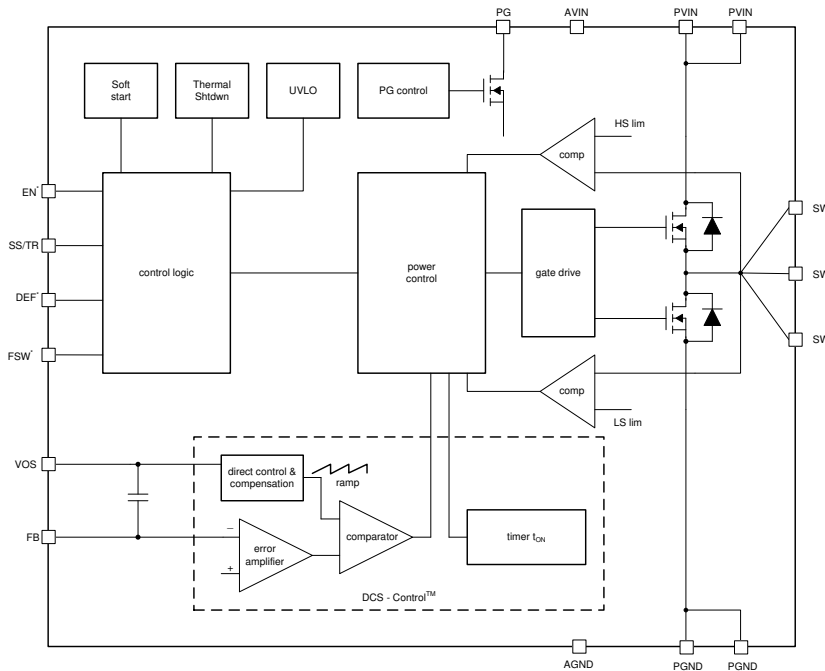 PG
AVIN
PVIN
PVIN
Soft
start
Thermal
Shtdwn
UVLO
PG control
HS lim
comp
EN*
SS/TR
DEF*
FSW*
control logic
power
control
gate drive
SW
SW
SW
comp
LS lim
VOS
FB
direct control &
compensation
ramp
_
+
error
amplifier
comparator
timer tON
DCS - Control™
AGND
PGND
PGND